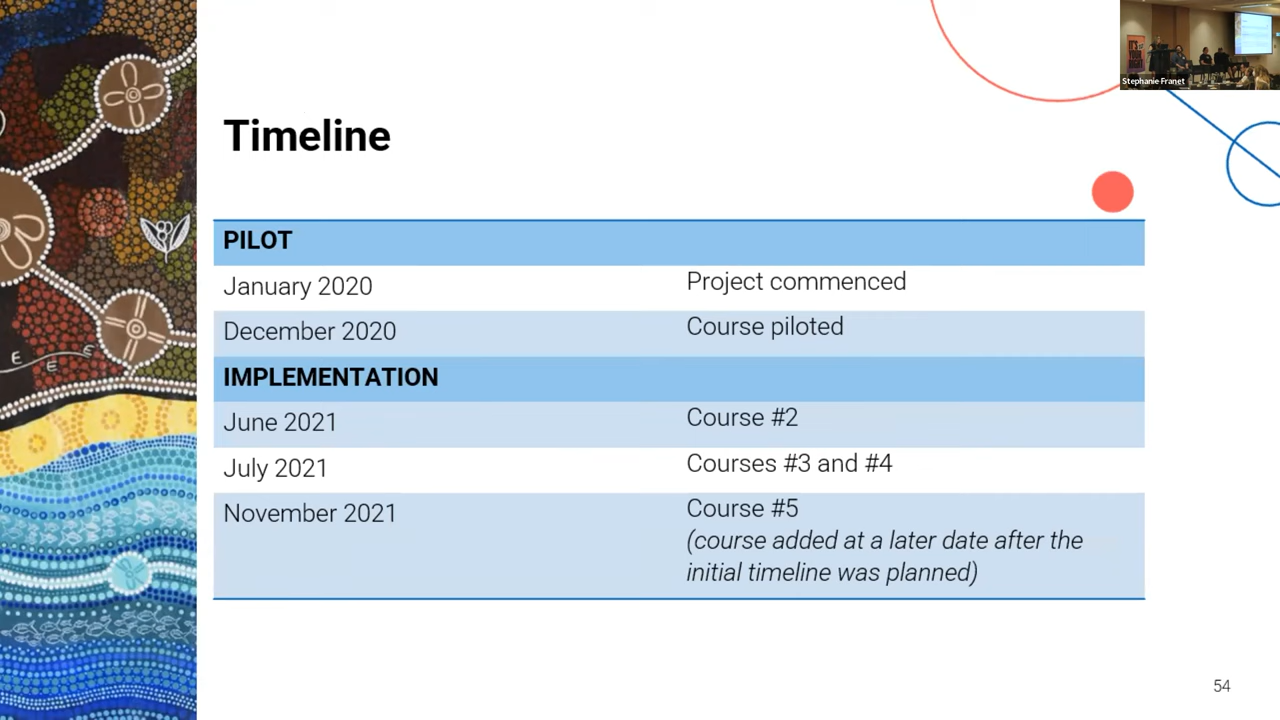 Stephanie Franet
Timeline
PILOT
January 2020 Project commenced
December 2020 Course piloted
IMPLEMENTATION
June 2021 Course #2
July 2021 Courses #3 and #4
November 2021 Course #5
(course added at a later date after the
initial timeline was planned)
54